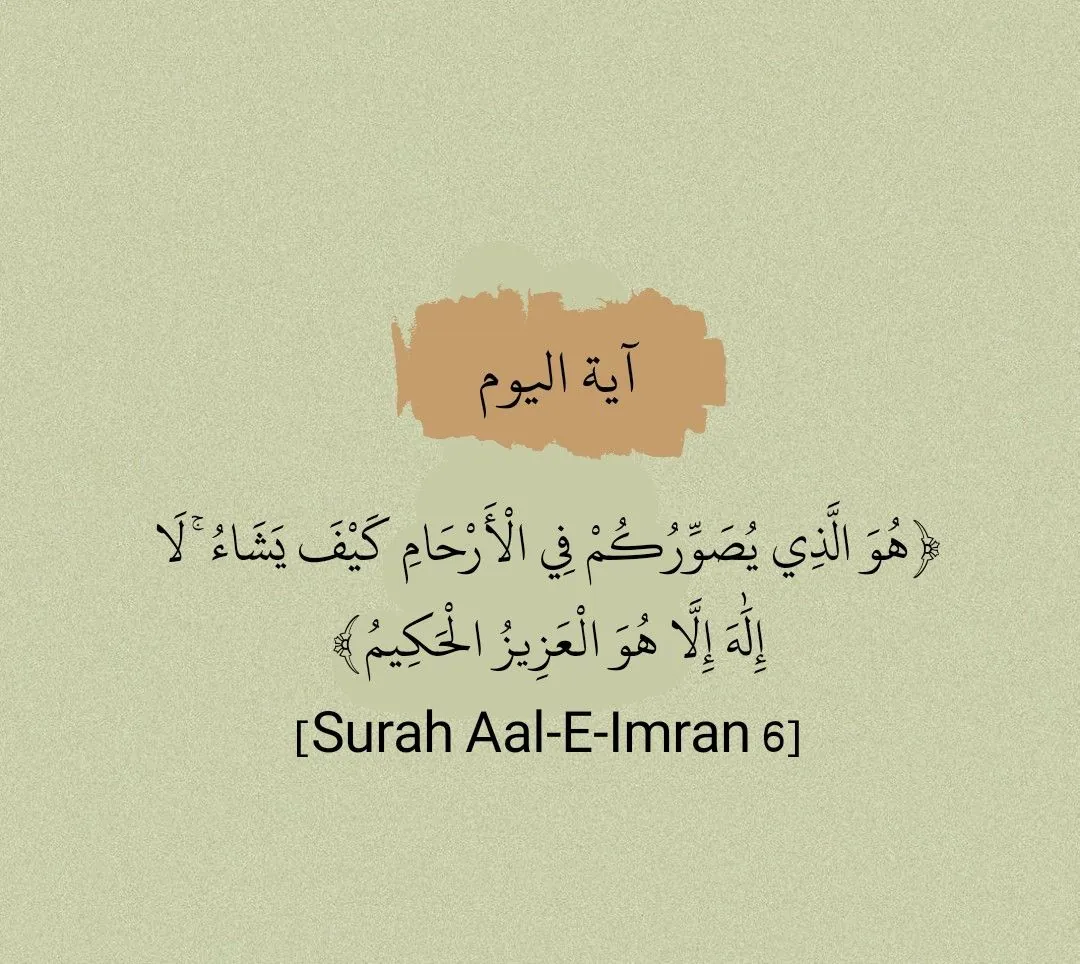 آية اليوم
﴿هُوَ الَّذِي يُصَوِّرُكُمْ فِي الْأَرْحَامِ كَيْفَ يَشَاءُ ۚ لَا
إِلَٰهَ إِلَّا هُوَ الْعَزِيزُ الْحَكِيمُ﴾
[Surah Aal-E-Imran 6]